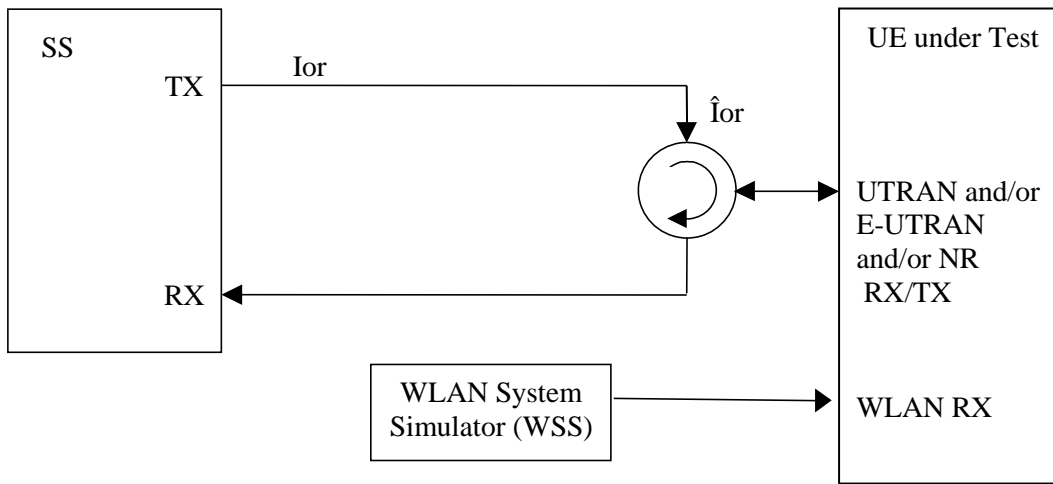 SS
TX
Ior
Îor
RX
UE under Test
UTRAN and/or
E-UTRAN
and/or NR
RX/TX
WLAN System
Simulator (WSS)
WLAN RX